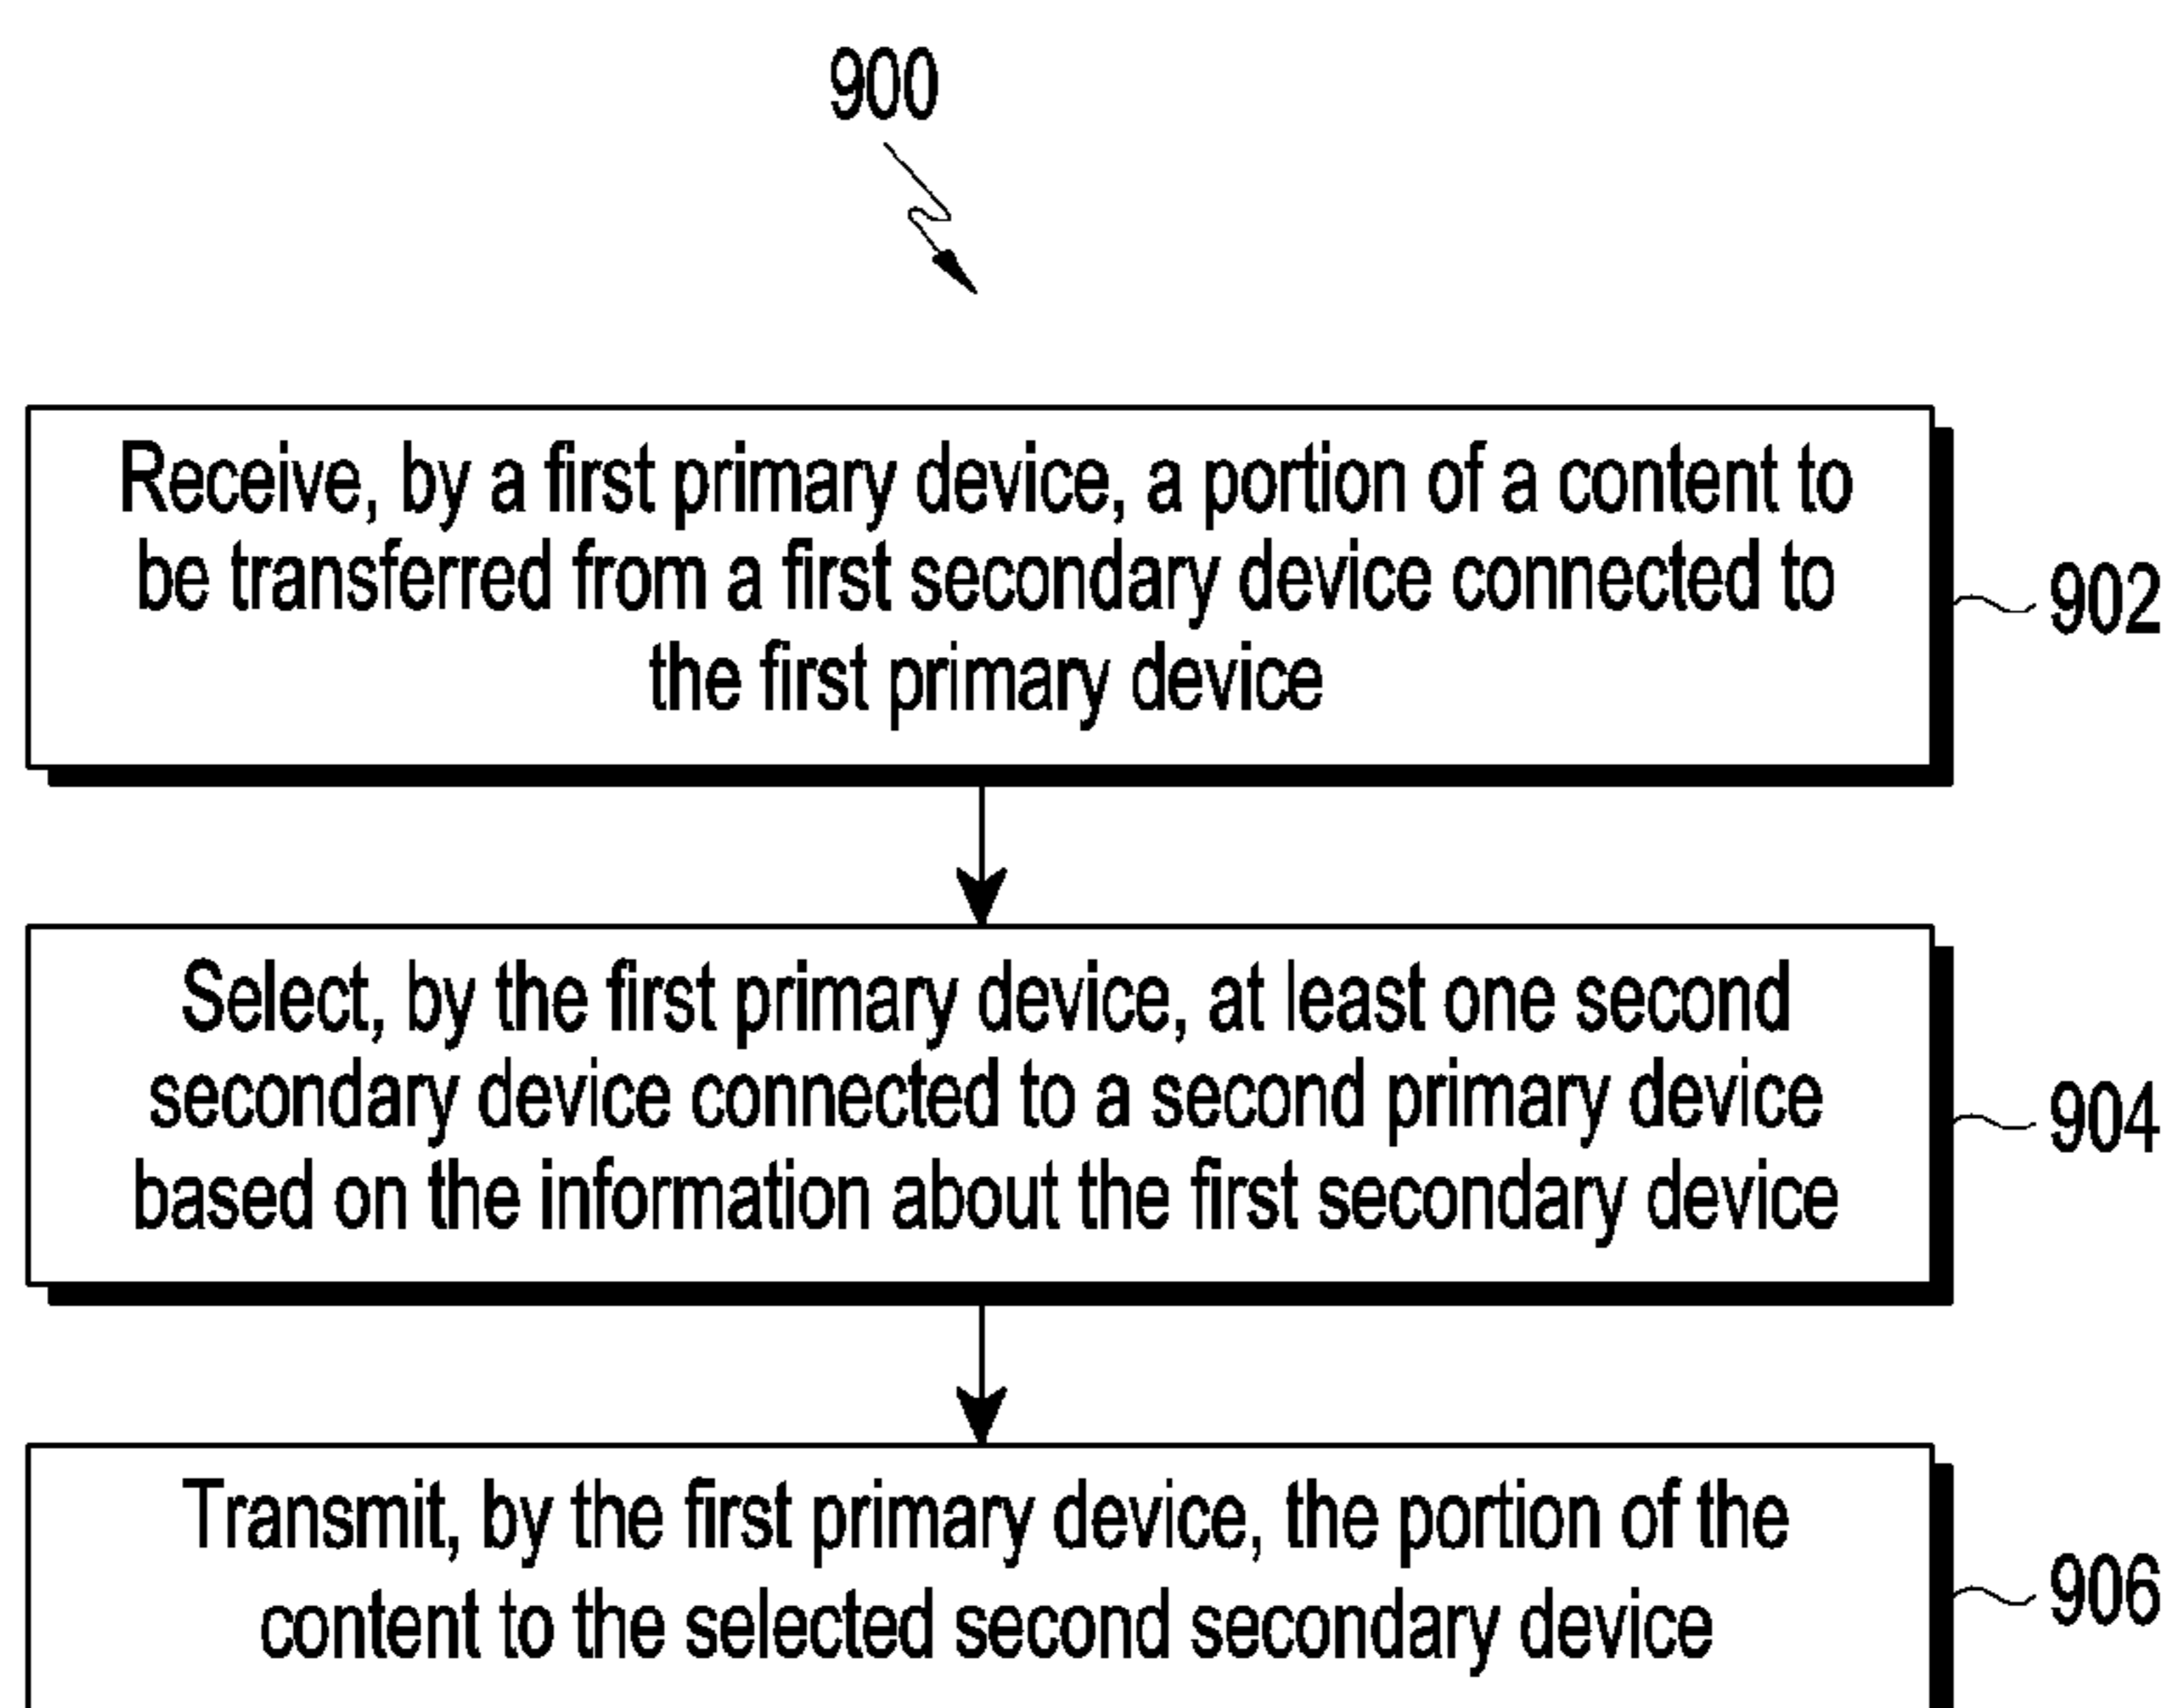 900
Receive, by a first primary device, a portion of a content to
be transferred from a first secondary device connected to
the first primary device
902
Select, by the first primary device, at least one second
secondary device connected to a second primary device
based on the information about the first secondary device
904
Transmit, by the first primary device, the portion of the
content to the selected second secondary device
906